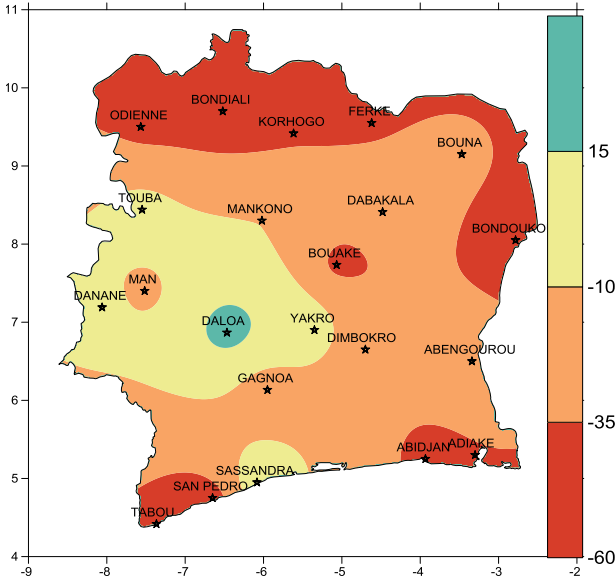 11
10
9
8
7
6
5
4
-9
-8
-7
-6
-5
-4
-3
-2
ODIENNE
BONDIALI
KORHOGO
FERKE
BOUNA
TOUBA
MANKONO
DABAKALA
BONDOUKO
BOUAKE
MAN
DANANE
DALOA
YAKRO
DIMBOKRO
ABENGOUROU
GAGNOA
ABIDJAN
ADIAKE
SASSANDRA
SAN PEDRO
TABOU
15
-10
-35
-60